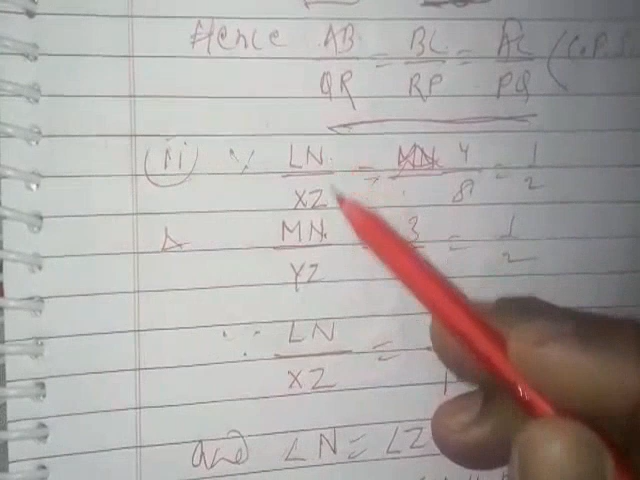 Hence AB/QR = BC/RP = AC/PQ (C.P.
(ii) ∵ LN/XZ = 4/8 = 1/2
& MN/YZ = 3 = 1/2
∵ LN/XZ =
and ∠N = ∠Z